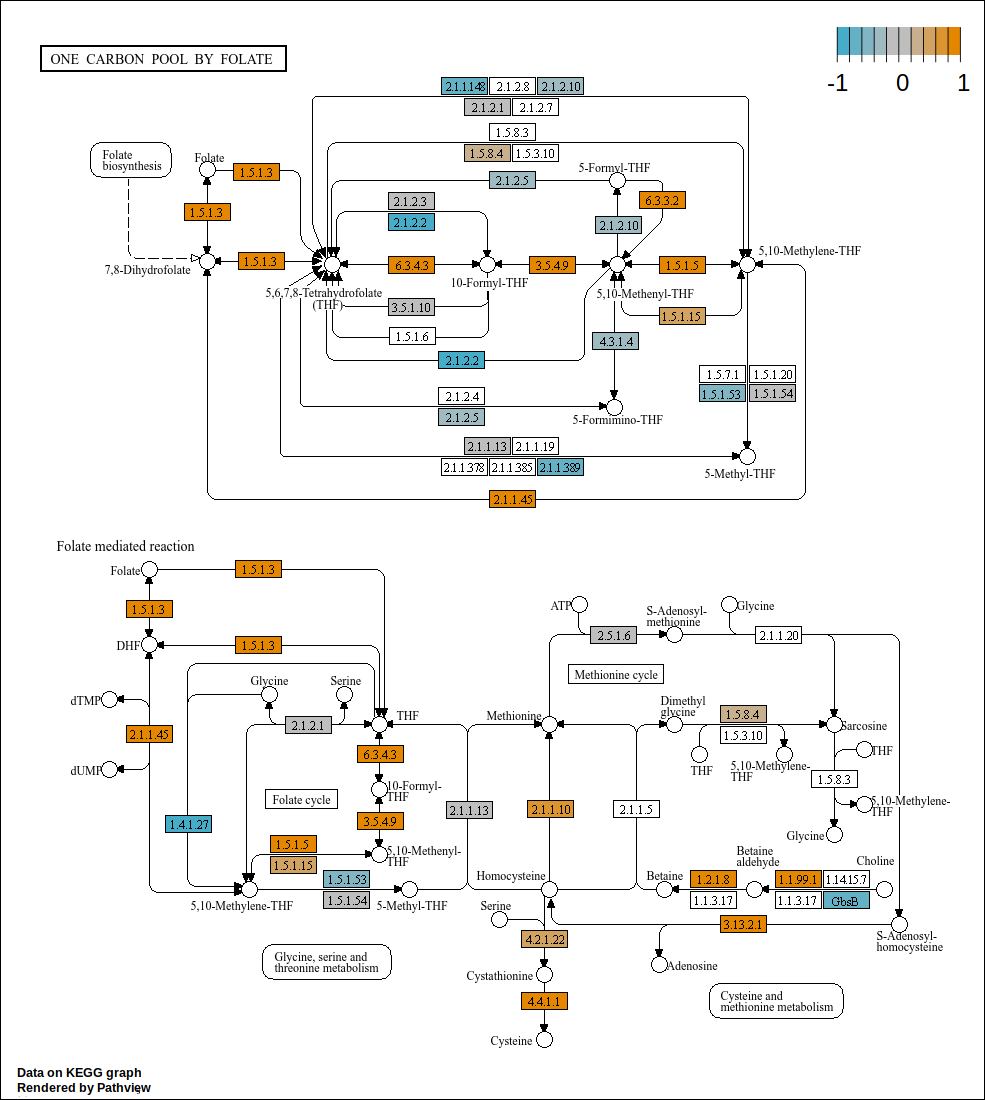 ONE CARBON POOL BY FOLATE
-1 0 1
2.1.1.148 2.1.2.8 2.1.2.10
2.1.2.1 2.1.2.7
1.5.8.3
1.5.8.4 1.5.3.10
Folate
biosynthesis
Folate
1.5.1.3
5-Formyl-THF
2.1.2.5
6.3.3.2
1.5.1.3
2.1.2.3
2.1.2.2
2.1.2.10
5,10-Methylene-THF
7,8-Dihydrofolate
1.5.1.3
6.3.4.3
3.5.4.9
1.5.1.5
10-Formyl-THF
5,6,7,8-Tetrahydrofolate
(THF)
5,10-Methenyl-THF
3.5.1.10
1.5.1.15
1.5.1.6
4.3.1.4
2.1.2.2
1.5.7.1 1.5.1.20
1.5.1.53 1.5.1.54
2.1.2.4
2.1.2.5
5-Formimino-THF
2.1.1.13 2.1.1.19
2.1.1.378 2.1.1.385 2.1.1.389
5-Methyl-THF
2.1.1.45
Folate mediated reaction
Folate
1.5.1.3
1.5.1.3
DHF
1.5.1.3
ATP
S-Adenosyl-
methionine
Glycine
2.5.1.6
2.1.1.20
Methionine cycle
Glycine
Serine
dTMP
2.1.1.45
dUMP
2.1.2.1
THF
Methionine
Dimethyl
glycine
1.5.8.4
1.5.3.10
Sarcosine
6.3.4.3
THF
5,10-Methylene-
THF
THF
1.5.8.3
10-Formyl-
THF
Folate cycle
5,10-Methylene-
THF
1.4.1.27
3.5.4.9
2.1.1.13
2.1.1.10
2.1.1.5
Glycine
1.5.1.5
1.5.1.15
5,10-Methenyl-
THF
Betaine
aldehyde
Choline
1.5.1.53
1.5.1.54
Homocysteine
Betaine
1.2.1.8
1.1.3.17
1.1.99.1 1.14.15.7
1.1.3.17 GbsB
5,10-Methylene-THF
5-Methyl-THF
Serine
3.13.2.1
4.2.1.22
S-Adenosyl-
homocysteine
Glycine, serine and
threonine metabolism
Cystathionine
Adenosine
4.4.1.1
Cysteine and
methionine metabolism
Cysteine
Data on KEGG graph
Rendered by Pathview